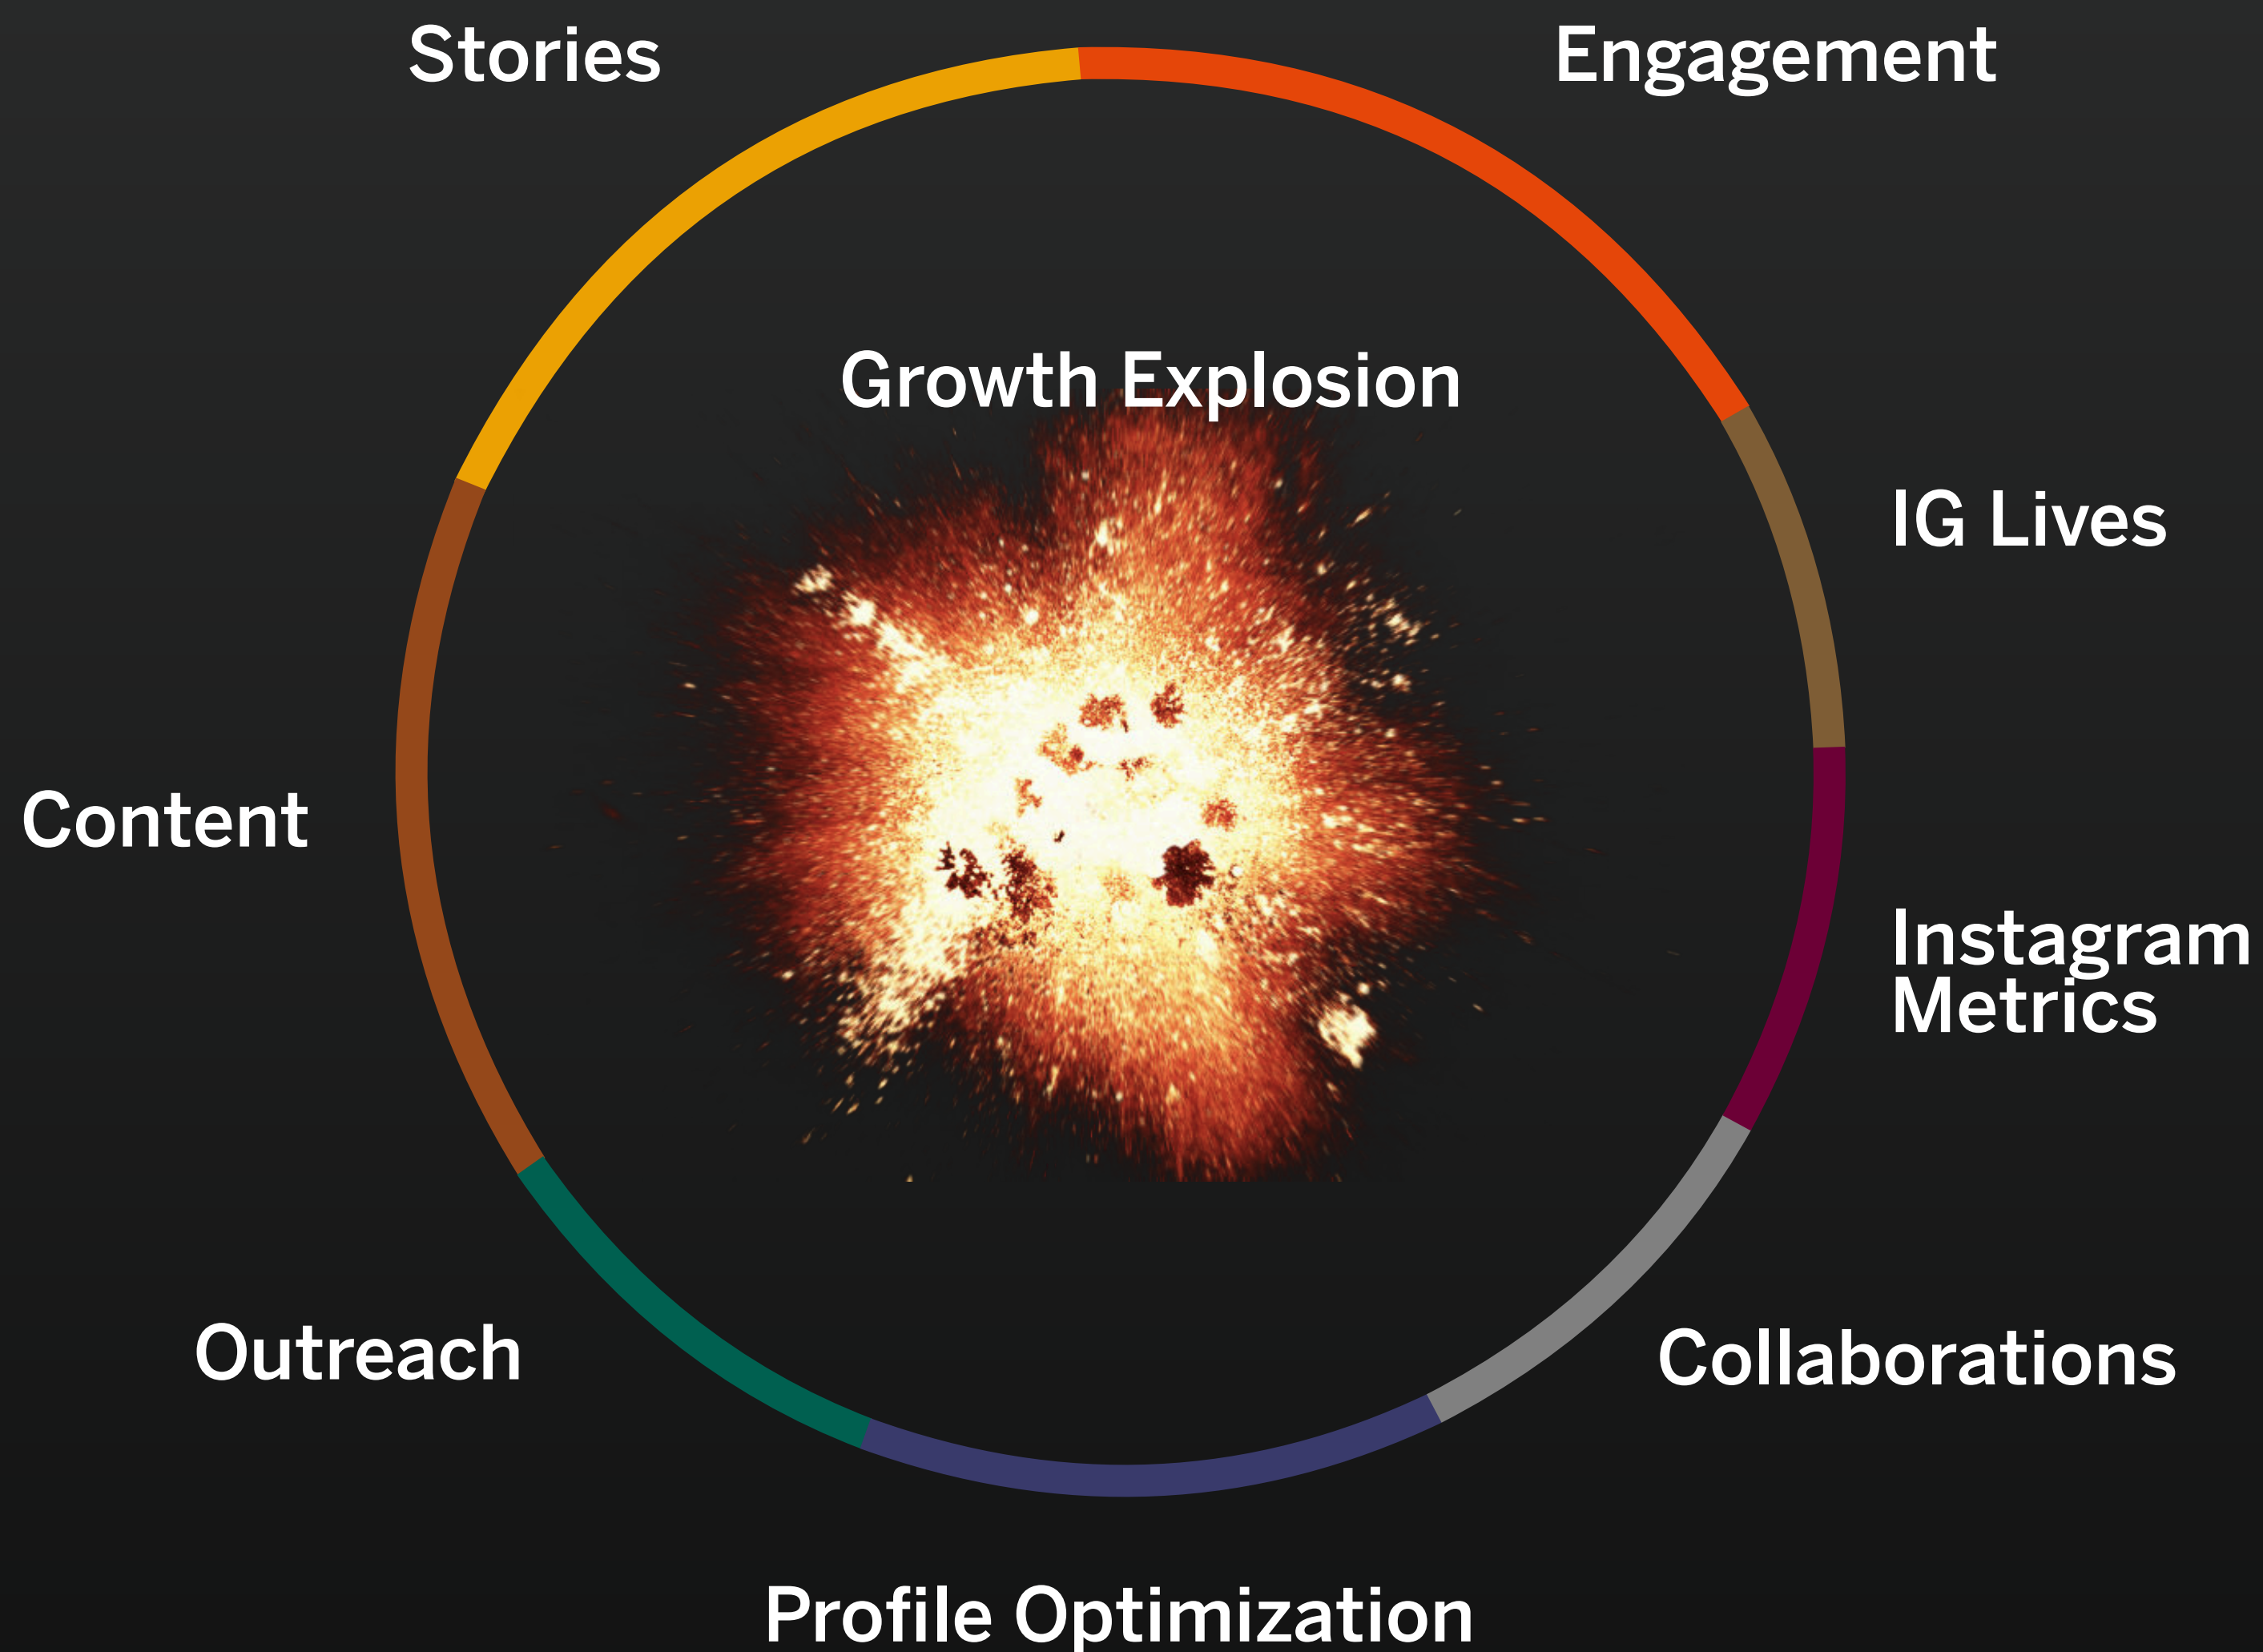 Stories
Engagement
Growth Explosion
IG Lives
Content
Instagram
Metrics
Outreach
Collaborations
Profile Optimization